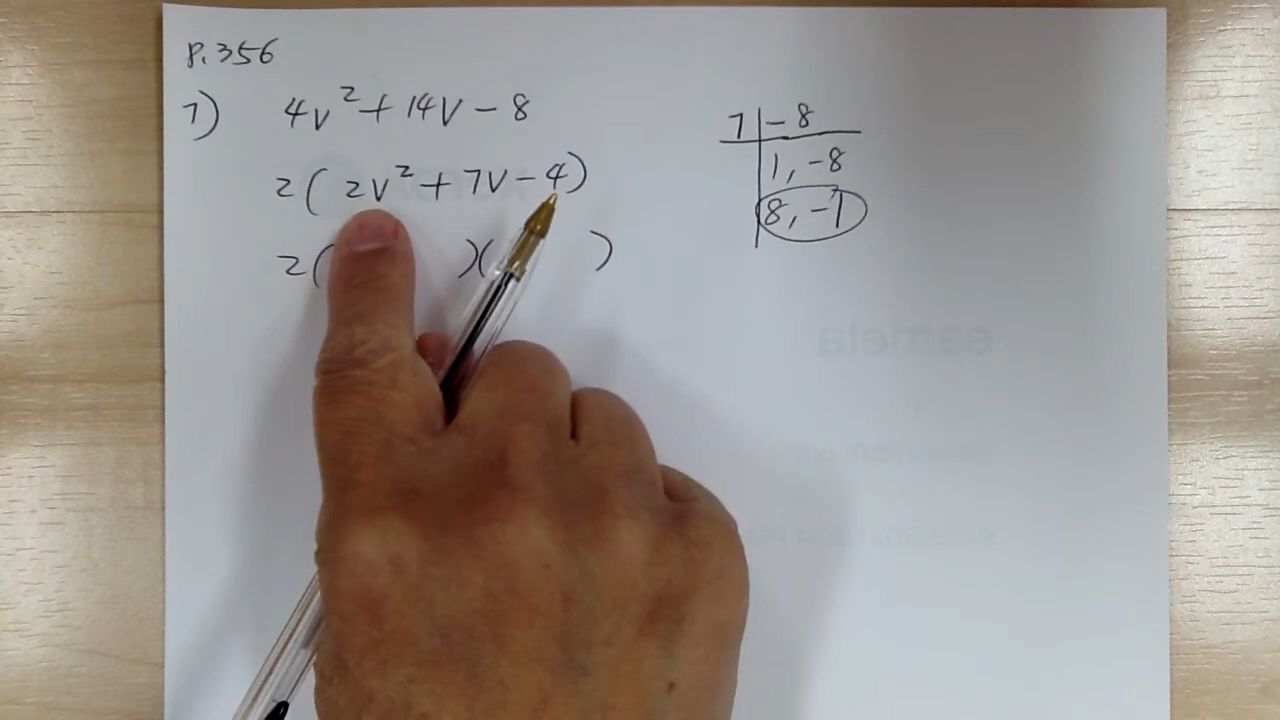 P.356
7) 4v² + 14v - 8
2( 2v² + 7v - 4)
2( )( )
7 | -8
1, -8
8, -1